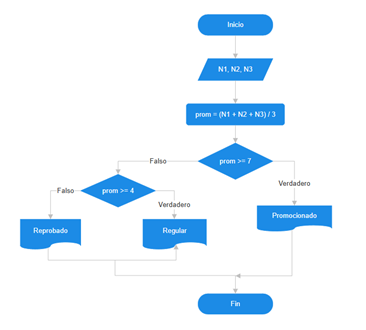 Inicio
N1, N2, N3
prom = (N1 + N2 + N3) / 3
prom >= 7
Falso
Verdadero
prom >= 4
Falso
Verdadero
Reprobado
Regular
Promocionado
Fin